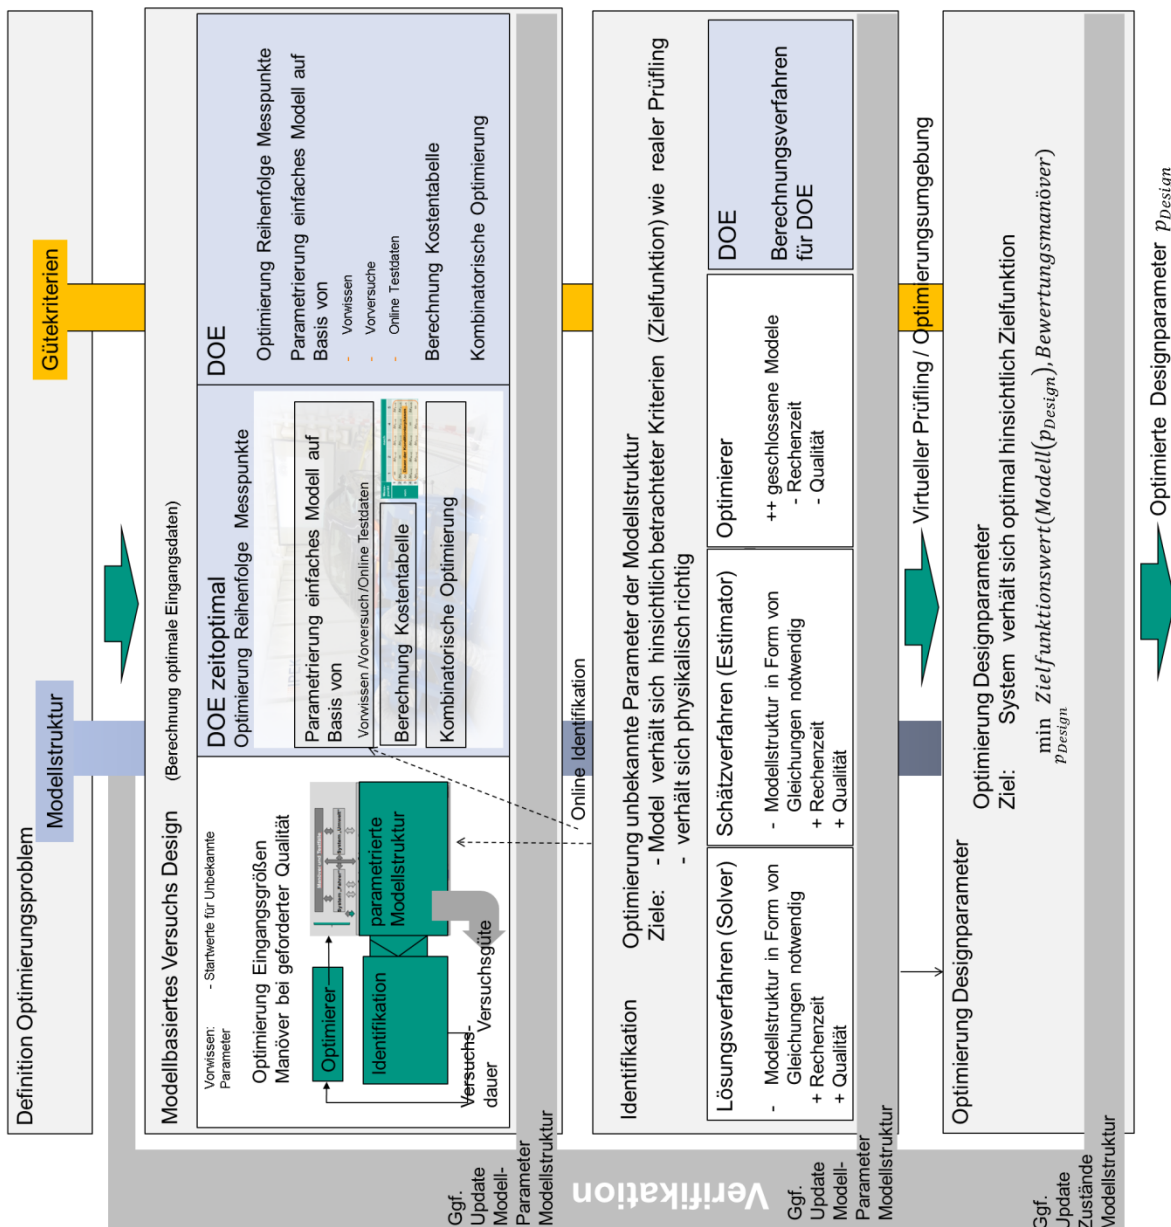 Definition Optimierungsproblem
Modellstruktur
Gütekriterien
Modellbasiertes Versuchs Design
(Berechnung optimale Eingangsdaten)
Vorwissen:
Parameter
- Startwerte für Unbekannte
Optimierung Eingangsgrößen
Manöver bei geforderter Qualität
Optimierer
Identifikation
parametrierte
Modellstruktur
Versuchs-
dauer
Versuchsgüte
DOE zeitoptimal
Optimierung Reihenfolge Messpunkte
Parametrierung einfaches Modell auf
Basis von
Vorwissen/Vorversuch/Online Testdaten
Berechnung Kostentabelle
Kombinatorische Optimierung
DOE
Optimierung Reihenfolge Messpunkte
Parametrierung einfaches Modell auf
Basis von
- Vorwissen
- Vorversuche
- Online Testdaten
Berechnung Kostentabelle
Kombinatorische Optimierung
Ggf.
Update
Modell-
Parameter
Modellstruktur
Online Identifikation
Identifikation
Optimierung unbekannte Parameter der Modellstruktur
Ziele: - Model verhält sich hinsichtlich betrachteter Kriterien (Zielfunktion) wie realer Prüfling
- verhält sich physikalisch richtig
Lösungsverfahren (Solver)
- Modellstruktur in Form von
Gleichungen notwendig
+ Rechenzeit
+ Qualität
Schätzverfahren (Estimator)
- Modellstruktur in Form von
Gleichungen notwendig
+ Rechenzeit
+ Qualität
Optimierer
++ geschlossene Modele
- Rechenzeit
- Qualität
DOE
Berechnungsverfahren
für DOE
Verifikation
Ggf.
Update
Modell-
Parameter
Modellstruktur
Virtueller Prüfling / Optimierungsumgebung
Optimierung Designparameter
Optimierung Designparameter
Ziel: System verhält sich optimal hinsichtlich Zielfunktion
min Zielfunktionswert(Modell(p_Design), Bewertungsmanöver)
p_Design
Ggf.
Update
Zustände
Modellstruktur
Optimierte Designparameter p_Design